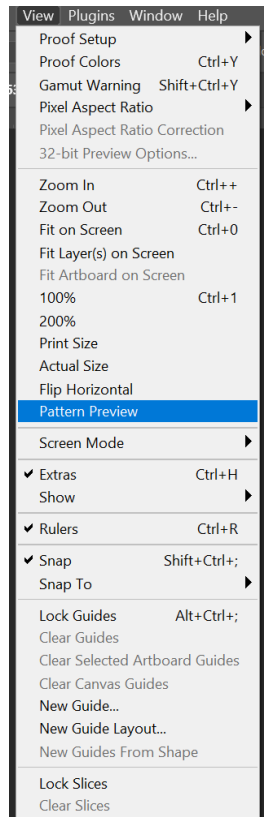 View Plugins Window Help
Proof Setup
Proof Colors Ctrl+Y
Gamut Warning Shift+Ctrl+Y
Pixel Aspect Ratio
Pixel Aspect Ratio Correction
32-bit Preview Options...
Zoom In Ctrl++
Zoom Out Ctrl+-
Fit on Screen Ctrl+0
Fit Layer(s) on Screen
Fit Artboard on Screen
100% Ctrl+1
200%
Print Size
Actual Size
Flip Horizontal
Pattern Preview
Screen Mode
Extras Ctrl+H
Show
Rulers Ctrl+R
Snap Shift+Ctrl+;
Snap To
Lock Guides Alt+Ctrl+;
Clear Guides
Clear Selected Artboard Guides
Clear Canvas Guides
New Guide...
New Guide Layout...
New Guides From Shape
Lock Slices
Clear Slices